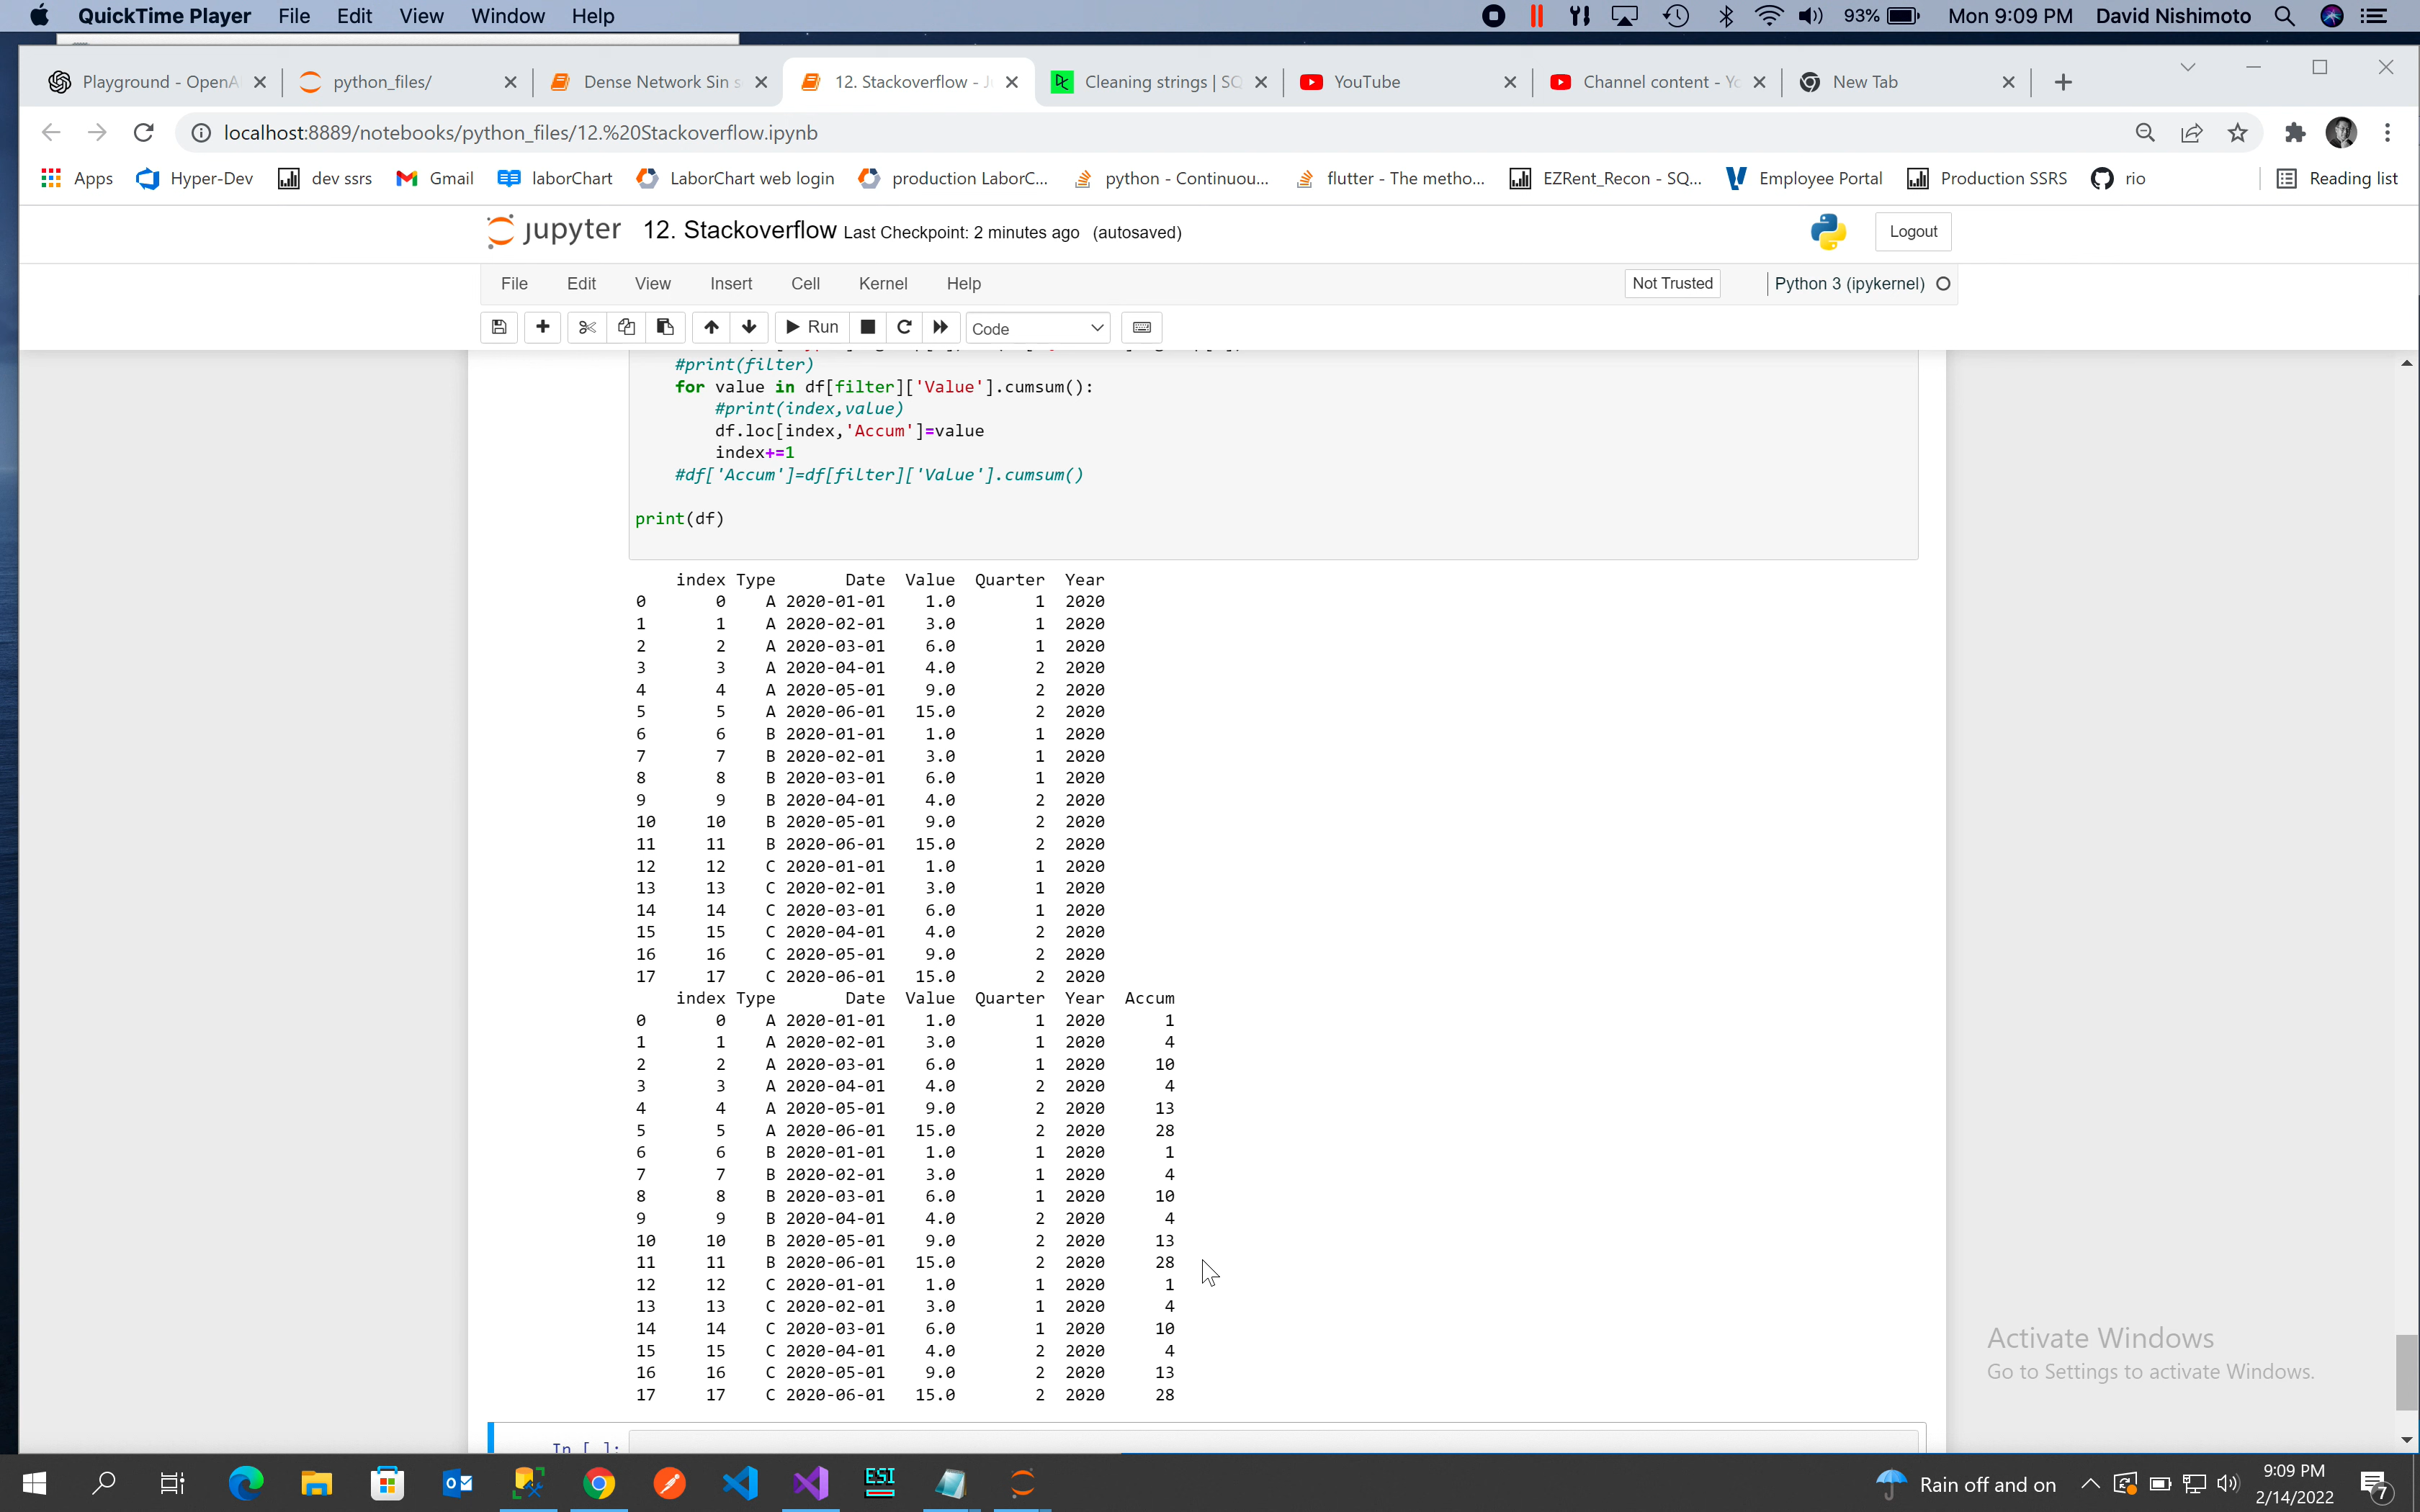 QuickTime Player File Edit View Window Help 93% Mon 9:09 PM David Nishimoto
Playground - OpenA python_files/ Dense Network Sin s 12. Stackoverflow - J Cleaning strings | SQ YouTube Channel content - Yo New Tab
localhost:8889/notebooks/python_files/12.%20Stackoverflow.ipynb
Apps Hyper-Dev dev ssrs Gmail laborChart LaborChart web login production LaborC... python - Continuou... flutter - The metho... EZRent_Recon - SQ... Employee Portal Production SSRS rio Reading list
jupyter 12. Stackoverflow Last Checkpoint: 2 minutes ago (autosaved) Logout
File Edit View Insert Cell Kernel Help Not Trusted Python 3 (ipykernel)
Run Code
#print(filter)
for value in df[filter]['Value'].cumsum():
#print(index,value)
df.loc[index,'Accum']=value
index+=1
#df['Accum']=df[filter]['Value'].cumsum()
print(df)
index Type Date Value Quarter Year
0 0 A 2020-01-01 1.0 1 2020
1 1 A 2020-02-01 3.0 1 2020
2 2 A 2020-03-01 6.0 1 2020
3 3 A 2020-04-01 4.0 2 2020
4 4 A 2020-05-01 9.0 2 2020
5 5 A 2020-06-01 15.0 2 2020
6 6 B 2020-01-01 1.0 1 2020
7 7 B 2020-02-01 3.0 1 2020
8 8 B 2020-03-01 6.0 1 2020
9 9 B 2020-04-01 4.0 2 2020
10 10 B 2020-05-01 9.0 2 2020
11 11 B 2020-06-01 15.0 2 2020
12 12 C 2020-01-01 1.0 1 2020
13 13 C 2020-02-01 3.0 1 2020
14 14 C 2020-03-01 6.0 1 2020
15 15 C 2020-04-01 4.0 2 2020
16 16 C 2020-05-01 9.0 2 2020
17 17 C 2020-06-01 15.0 2 2020
index Type Date Value Quarter Year Accum
0 0 A 2020-01-01 1.0 1 2020 1
1 1 A 2020-02-01 3.0 1 2020 4
2 2 A 2020-03-01 6.0 1 2020 10
3 3 A 2020-04-01 4.0 2 2020 4
4 4 A 2020-05-01 9.0 2 2020 13
5 5 A 2020-06-01 15.0 2 2020 28
6 6 B 2020-01-01 1.0 1 2020 1
7 7 B 2020-02-01 3.0 1 2020 4
8 8 B 2020-03-01 6.0 1 2020 10
9 9 B 2020-04-01 4.0 2 2020 4
10 10 B 2020-05-01 9.0 2 2020 13
11 11 B 2020-06-01 15.0 2 2020 28
12 12 C 2020-01-01 1.0 1 2020 1
13 13 C 2020-02-01 3.0 1 2020 4
14 14 C 2020-03-01 6.0 1 2020 10
15 15 C 2020-04-01 4.0 2 2020 4
16 16 C 2020-05-01 9.0 2 2020 13
17 17 C 2020-06-01 15.0 2 2020 28
Activate Windows
Go to Settings to activate Windows.
In [ ]:
ESI Rain off and on 9:09 PM
2/14/2022 7